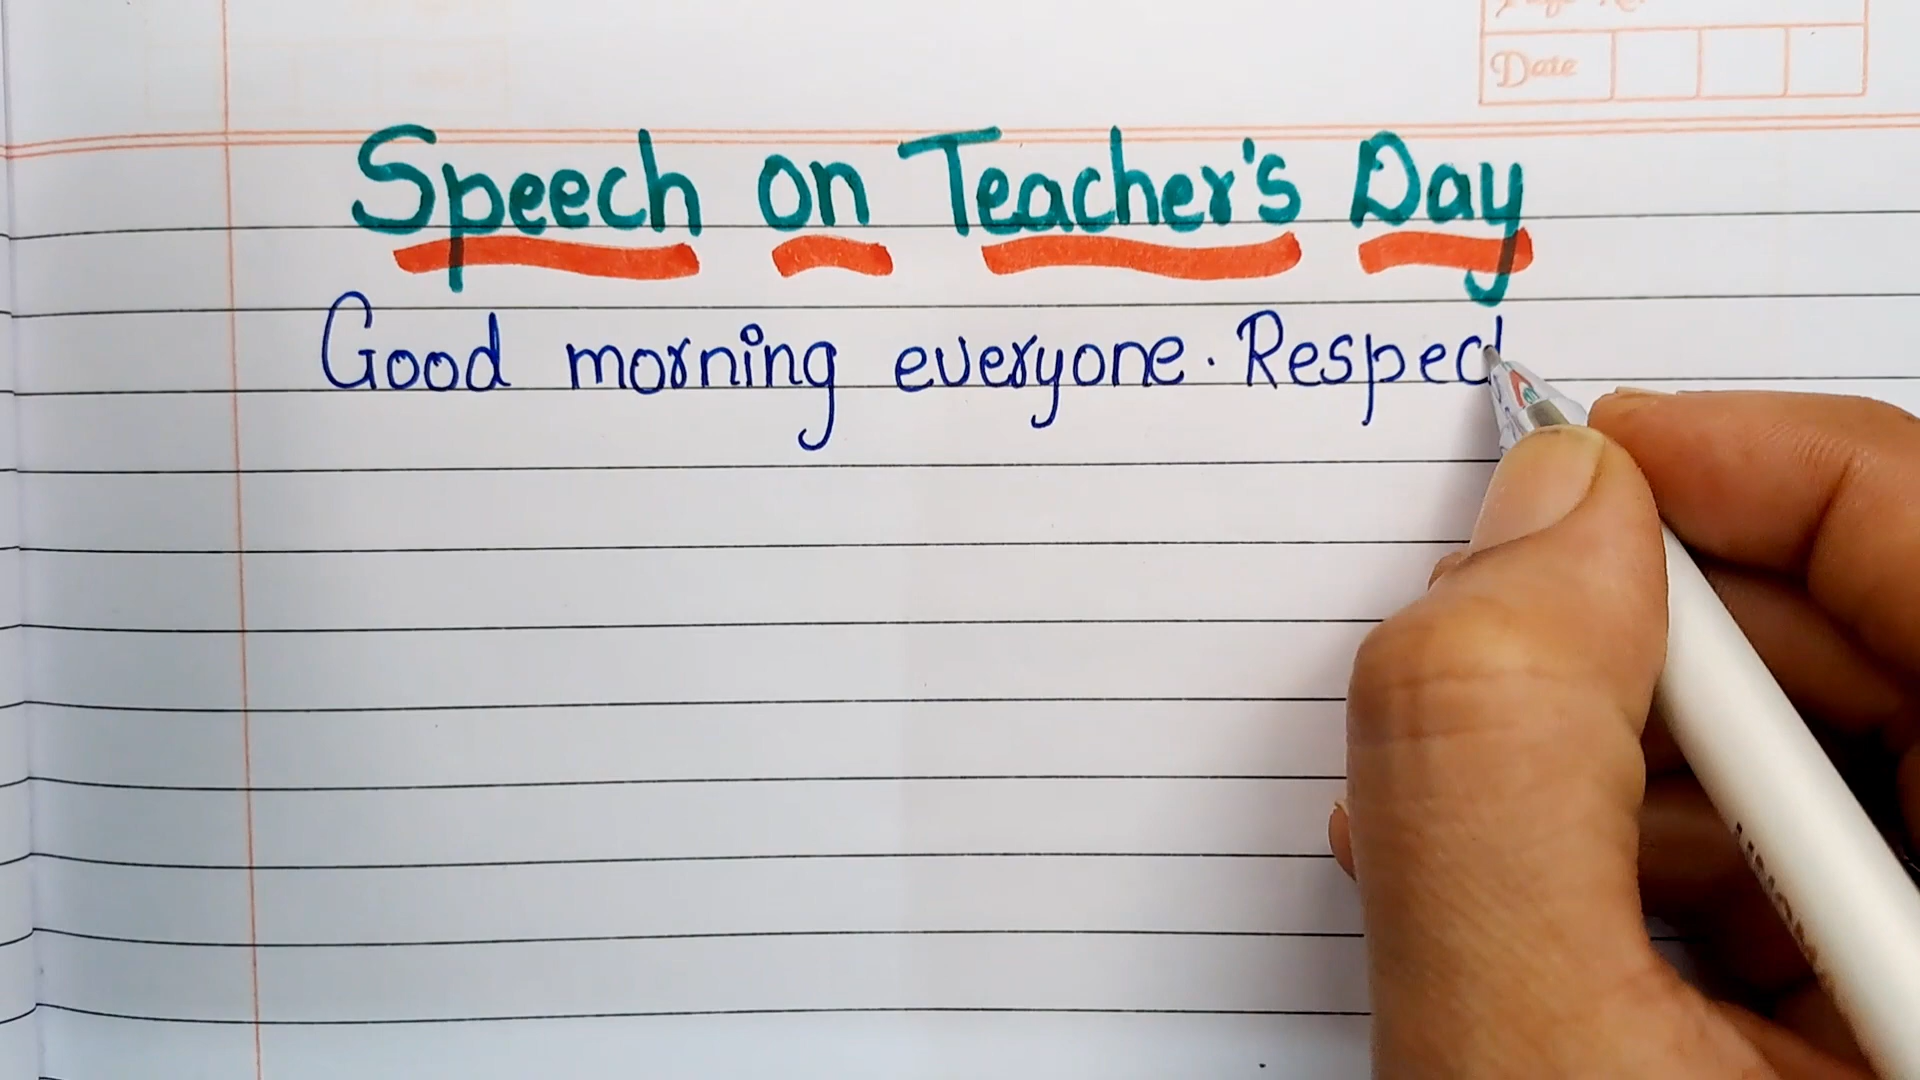 Date
Speech on Teacher's Day
Good morning everyone. Respect